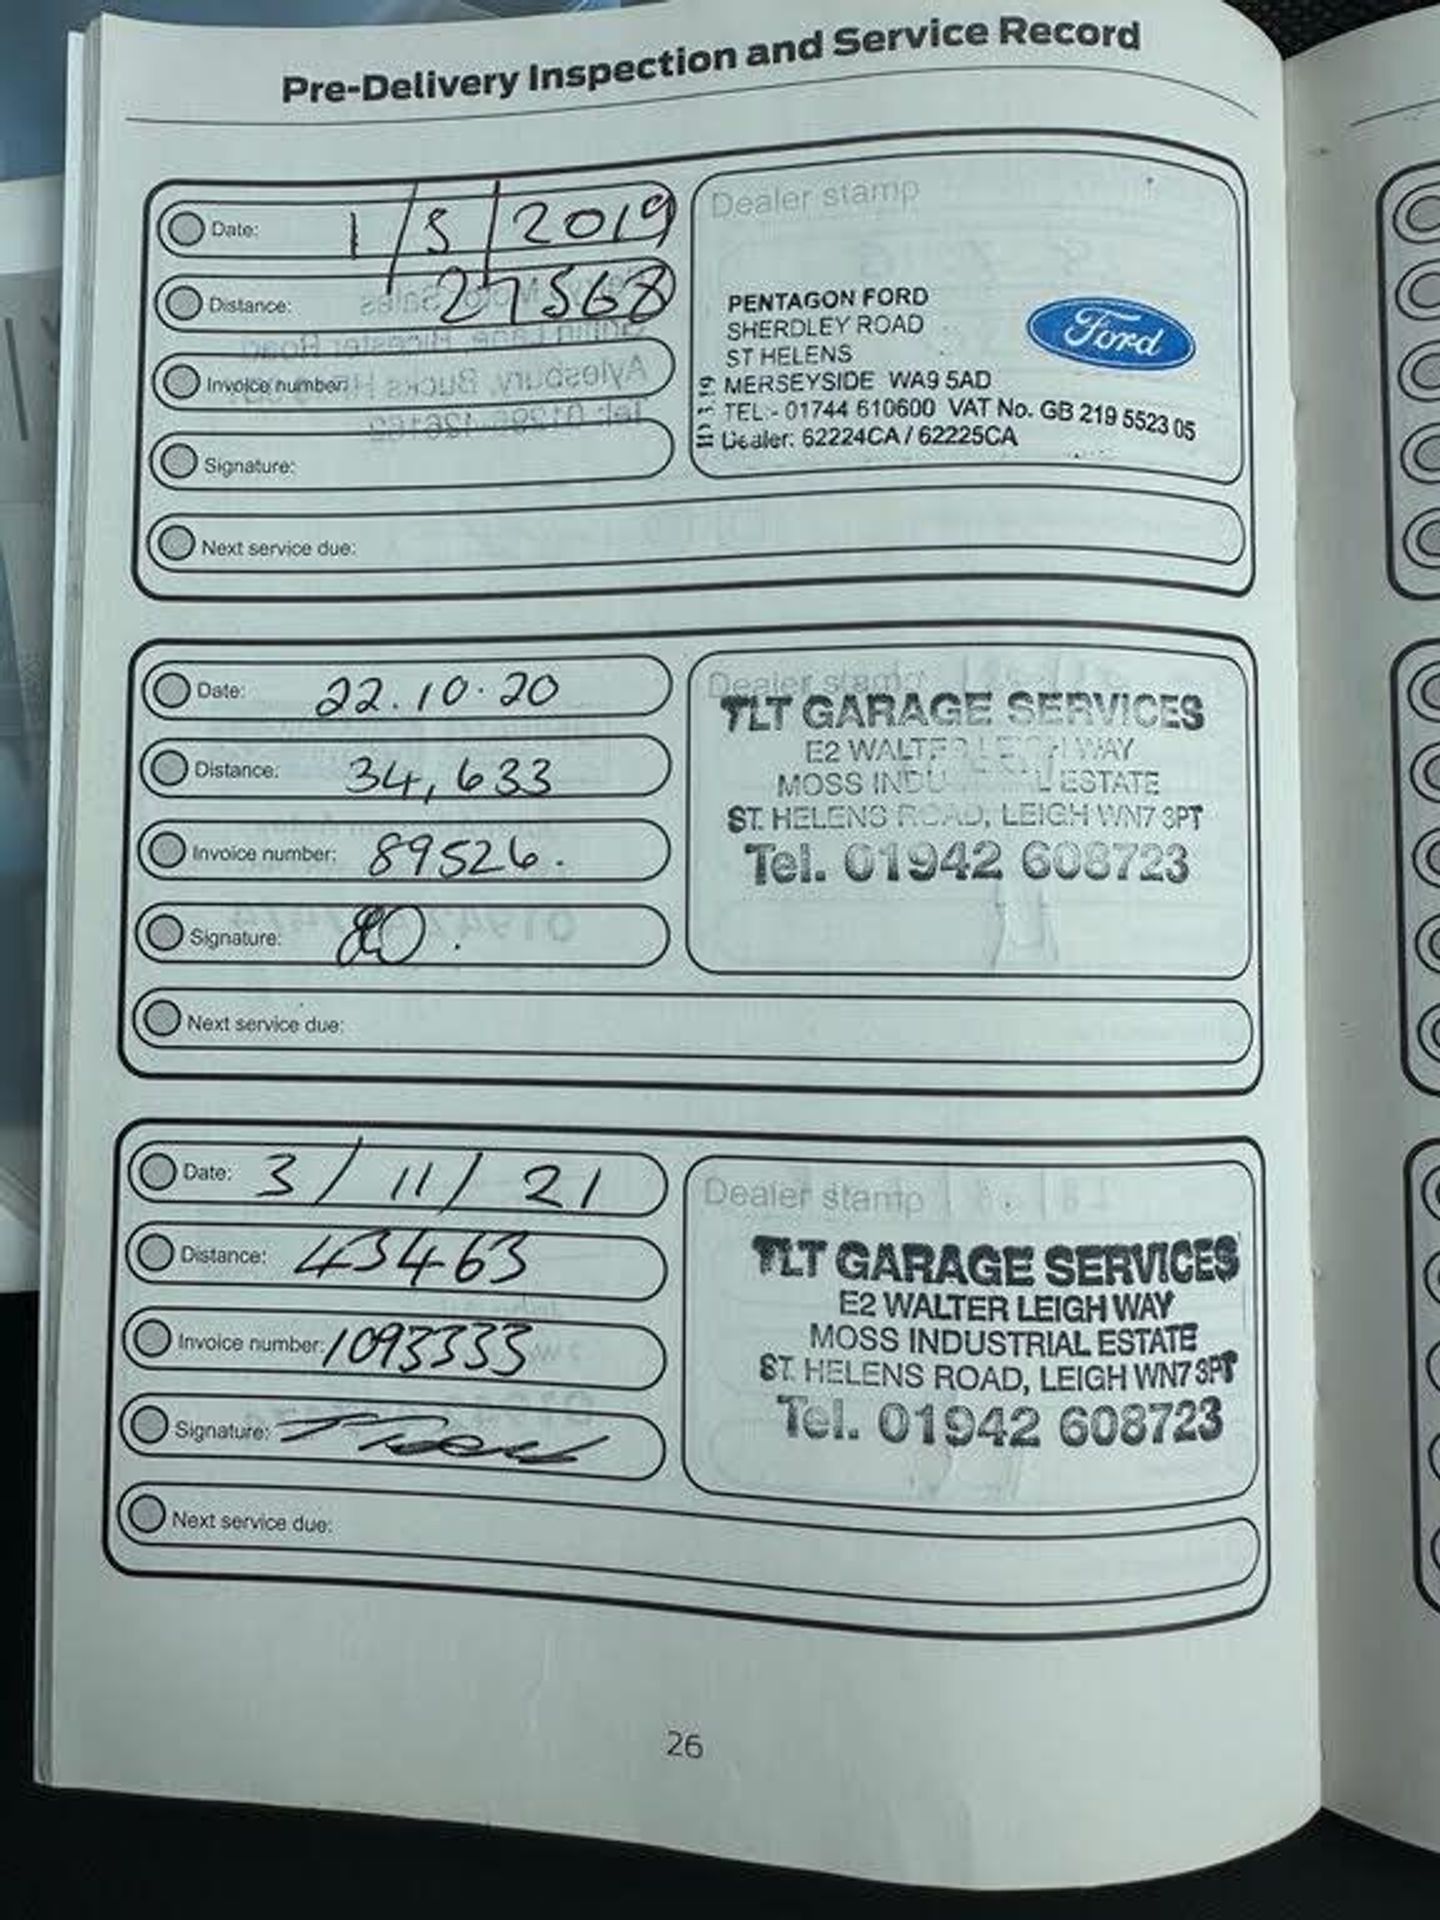 Pre-Delivery Inspection and Service Record
Date: 1/5/2019
Distance: 27568
Invoice number:
Signature:
Next service due:
Dealer stamp
PENTAGON FORD
SHERDLEY ROAD
ST HELENS
MERSEYSIDE WA9 5AD
TEL:- 01744 610600 VAT No. GB 219 5523 05
Dealer: 62224CA / 62225CA
Ford
Date: 22.10.20
Distance: 34,633
Invoice number: 89526.
Signature:
Next service due:
Dealer stamp
TLT GARAGE SERVICES
E2 WALTER LEIGH WAY
MOSS INDUSTRIAL ESTATE
ST. HELENS ROAD, LEIGH WN7 3PT
Tel. 01942 608723
Date: 3/11/21
Distance: 43463
Invoice number: 1093333
Signature:
Next service due:
Dealer stamp
TLT GARAGE SERVICES
E2 WALTER LEIGH WAY
MOSS INDUSTRIAL ESTATE
ST. HELENS ROAD, LEIGH WN7 3PT
Tel. 01942 608723
26